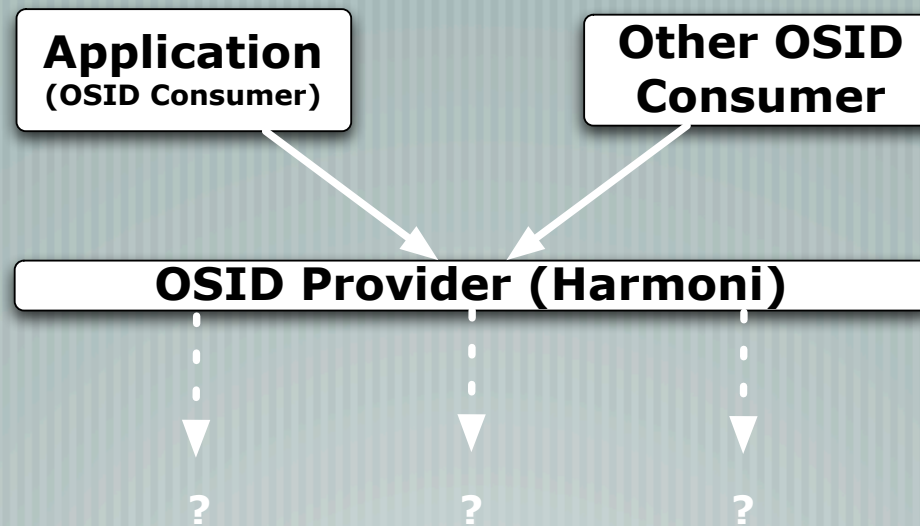 Application
(OSID Consumer)
Other OSID
Consumer
OSID Provider (Harmoni)
? ? ?